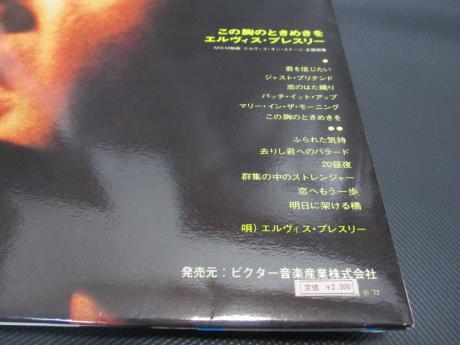 この胸のときめきを
エルヴィス・プレスリー
MGM映画「エルヴィス・オン・ステージ」主題歌集
●
君を信じたい
ジャスト・プリテンド
恋のはた織り
パッチ・イット・アップ
マリー・イン・ザ・モーニング
この胸のときめきを
●●
ふられた気持
去りし君へのバラード
20昼夜
群集の中のストレンジャー
恋へもう一歩
明日に架ける橋
唄）エルヴィス・プレスリー
発売元：ビクター音楽産業株式会社
定価 ¥2,300
Ⓟ'72